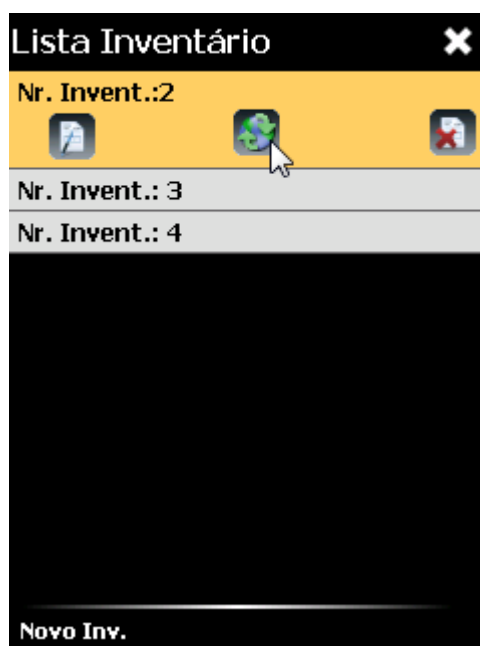 Lista Inventário
Nr. Invent.:2
Nr. Invent.: 3
Nr. Invent.: 4
Novo Inv.